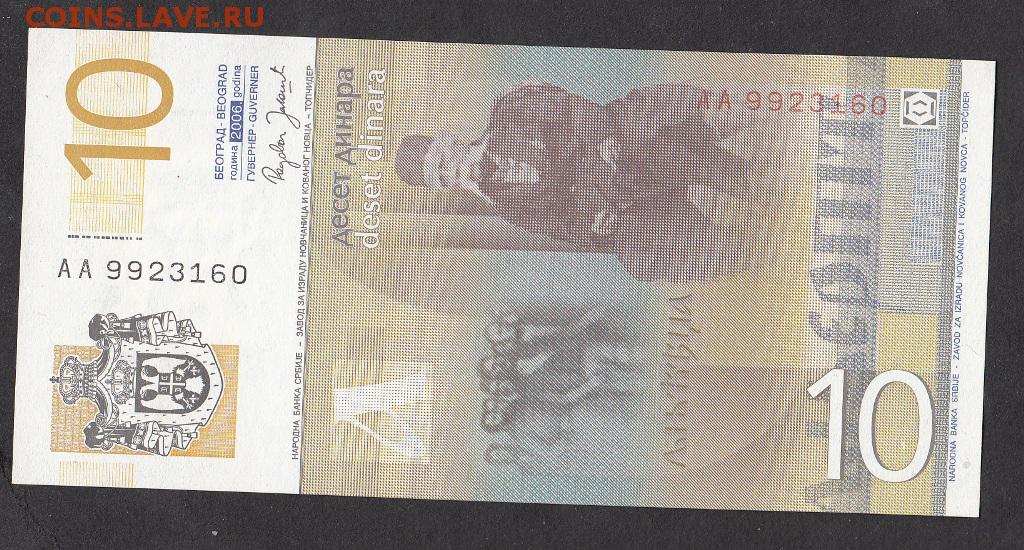 COINS.LAVE.RU
10
АА 9923160
БЕОГРАД - BEOGRAD
година 2006. godina
ГУВЕРНЕР - GUVERNER
НАРОДНА БАНКА СРБИЈЕ - ЗАВОД ЗА ИЗРАДУ НОВЧАНИЦА И КОВАНОГ НОВЦА - ТОПЧИДЕР
десет динара
deset dinara
АА 9923160
10
NARODNA BANKA SRBIJE - ZAVOD ZA IZRADU NOVČANICA I KOVANOG NOVCA - TOPČIDER